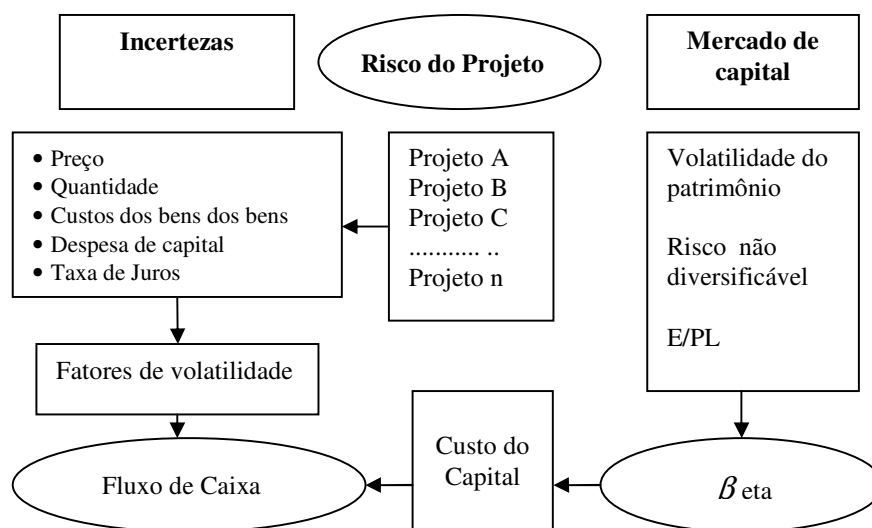 Incertezas
Risco do Projeto
Mercado de
capital
• Preço
• Quantidade
• Custos dos bens dos bens
• Despesa de capital
• Taxa de Juros
Projeto A
Projeto B
Projeto C
........... ..
Projeto n
Volatilidade do
patrimônio
Risco não
diversificável
E/PL
Fatores de volatilidade
Fluxo de Caixa
Custo do
Capital
β eta